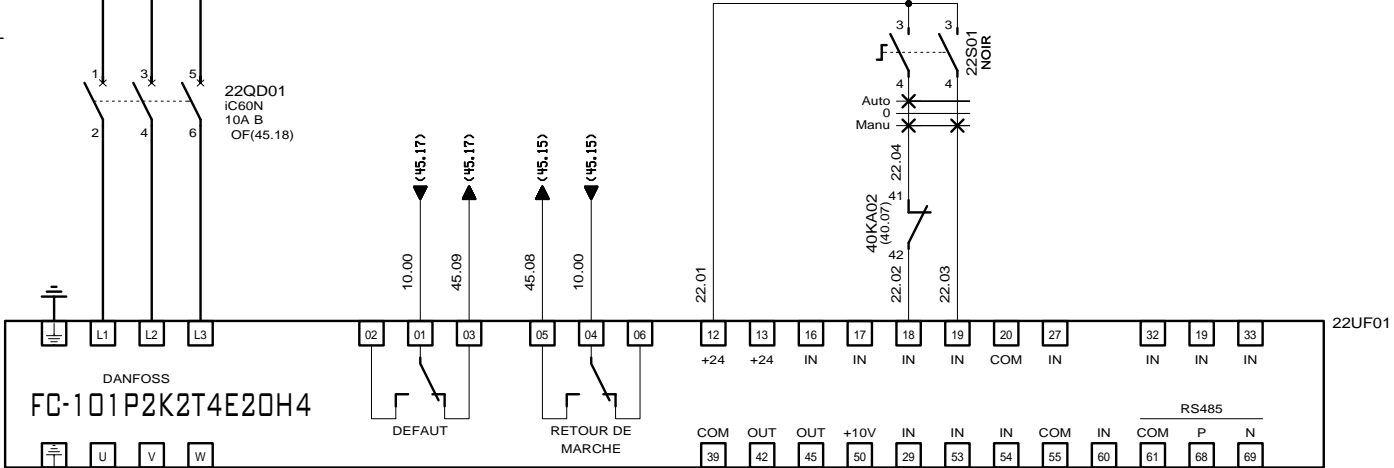 3 3
22S01
NOIR
4 4
1 3 5
22QD01
iC60N
10A B
OF(45.18)
2 4 6
Auto
0
Manu
(45.17) (45.17) (45.15) (45.15)
22.04
41
40KA02
(40.07)
42
10.00 45.09 45.08 10.00 22.01 22.02 22.03
22UF01
L1 L2 L3 02 01 03 05 04 06 12 13 16 17 18 19 20 27 32 19 33
+24 +24 IN IN IN IN COM IN IN IN IN
DANFOSS
FC-101P2K2T4E20H4
DEFAUT
RETOUR DE
MARCHE
RS485
COM OUT OUT +10V IN IN IN COM IN COM P N
U V W 39 42 45 50 29 53 54 55 60 61 68 69